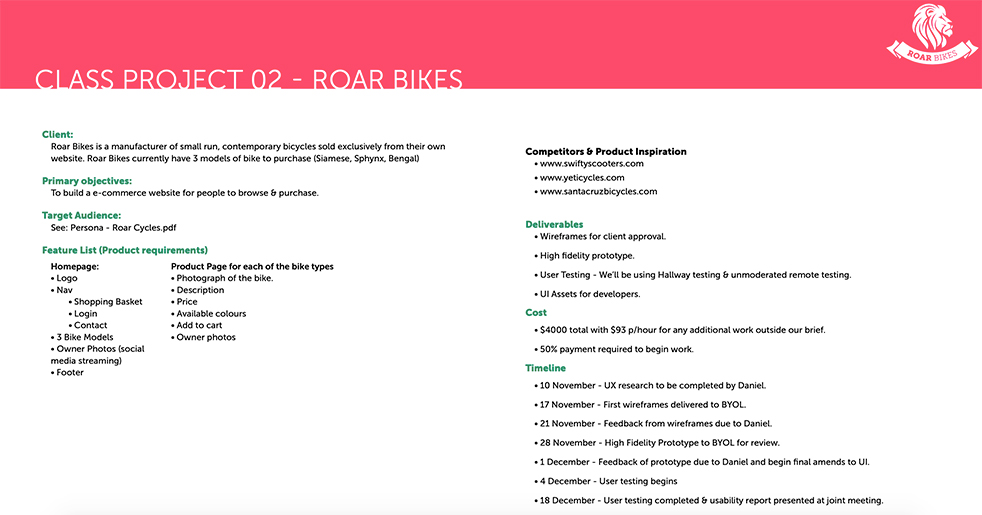 ROAR BIKES
CLASS PROJECT 02 - ROAR BIKES
Client:
Roar Bikes is a manufacturer of small run, contemporary bicycles sold exclusively from their own
website. Roar Bikes currently have 3 models of bike to purchase (Siamese, Sphynx, Bengal)
Primary objectives:
To build a e-commerce website for people to browse & purchase.
Target Audience:
See: Persona - Roar Cycles.pdf
Feature List (Product requirements)
Homepage:
• Logo
• Nav
• Shopping Basket
• Login
• Contact
• 3 Bike Models
• Owner Photos (social
media streaming)
• Footer
Product Page for each of the bike types
• Photograph of the bike.
• Description
• Price
• Available colours
• Add to cart
• Owner photos
Competitors & Product Inspiration
• www.swiftyscooters.com
• www.yeticycles.com
• www.santacruzbicycles.com
Deliverables
• Wireframes for client approval.
• High fidelity prototype.
• User Testing - We'll be using Hallway testing & unmoderated remote testing.
• UI Assets for developers.
Cost
• $4000 total with $93 p/hour for any additional work outside our brief.
• 50% payment required to begin work.
Timeline
• 10 November - UX research to be completed by Daniel.
• 17 November - First wireframes delivered to BYOL.
• 21 November - Feedback from wireframes due to Daniel.
• 28 November - High Fidelity Prototype to BYOL for review.
• 1 December - Feedback of prototype due to Daniel and begin final amends to UI.
• 4 December - User testing begins
• 18 December - User testing completed & usability report presented at joint meeting.